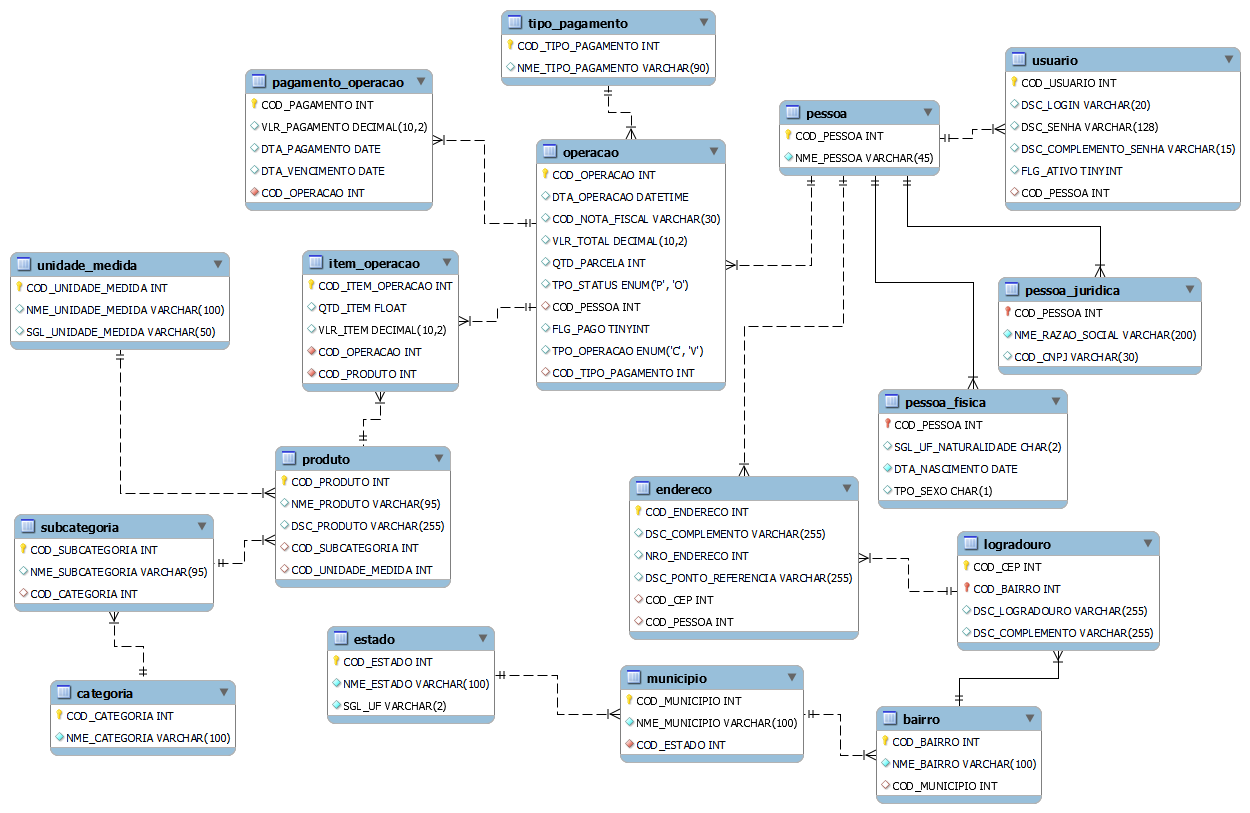 tipo_pagamento
COD_TIPO_PAGAMENTO INT
NME_TIPO_PAGAMENTO VARCHAR(90)
pagamento_operacao
COD_PAGAMENTO INT
VLR_PAGAMENTO DECIMAL(10,2)
DTA_PAGAMENTO DATE
DTA_VENCIMENTO DATE
COD_OPERACAO INT
operacao
COD_OPERACAO INT
DTA_OPERACAO DATETIME
COD_NOTA_FISCAL VARCHAR(30)
VLR_TOTAL DECIMAL(10,2)
QTD_PARCELA INT
TPO_STATUS ENUM('P', 'O')
COD_PESSOA INT
FLG_PAGO TINYINT
TPO_OPERACAO ENUM('C', 'V')
COD_TIPO_PAGAMENTO INT
pessoa
COD_PESSOA INT
NME_PESSOA VARCHAR(45)
usuario
COD_USUARIO INT
DSC_LOGIN VARCHAR(20)
DSC_SENHA VARCHAR(128)
DSC_COMPLEMENTO_SENHA VARCHAR(15)
FLG_ATIVO TINYINT
COD_PESSOA INT
unidade_medida
COD_UNIDADE_MEDIDA INT
NME_UNIDADE_MEDIDA VARCHAR(100)
SGL_UNIDADE_MEDIDA VARCHAR(50)
item_operacao
COD_ITEM_OPERACAO INT
QTD_ITEM FLOAT
VLR_ITEM DECIMAL(10,2)
COD_OPERACAO INT
COD_PRODUTO INT
pessoa_juridica
COD_PESSOA INT
NME_RAZAO_SOCIAL VARCHAR(200)
COD_CNPJ VARCHAR(30)
pessoa_fisica
COD_PESSOA INT
SGL_UF_NATURALIDADE CHAR(2)
DTA_NASCIMENTO DATE
TPO_SEXO CHAR(1)
produto
COD_PRODUTO INT
NME_PRODUTO VARCHAR(95)
DSC_PRODUTO VARCHAR(255)
COD_SUBCATEGORIA INT
COD_UNIDADE_MEDIDA INT
subcategoria
COD_SUBCATEGORIA INT
NME_SUBCATEGORIA VARCHAR(95)
COD_CATEGORIA INT
endereco
COD_ENDERECO INT
DSC_COMPLEMENTO VARCHAR(255)
NRO_ENDERECO INT
DSC_PONTO_REFERENCIA VARCHAR(255)
COD_CEP INT
COD_PESSOA INT
logradouro
COD_CEP INT
COD_BAIRRO INT
DSC_LOGRADOURO VARCHAR(255)
DSC_COMPLEMENTO VARCHAR(255)
categoria
COD_CATEGORIA INT
NME_CATEGORIA VARCHAR(100)
estado
COD_ESTADO INT
NME_ESTADO VARCHAR(100)
SGL_UF VARCHAR(2)
municipio
COD_MUNICIPIO INT
NME_MUNICIPIO VARCHAR(100)
COD_ESTADO INT
bairro
COD_BAIRRO INT
NME_BAIRRO VARCHAR(100)
COD_MUNICIPIO INT